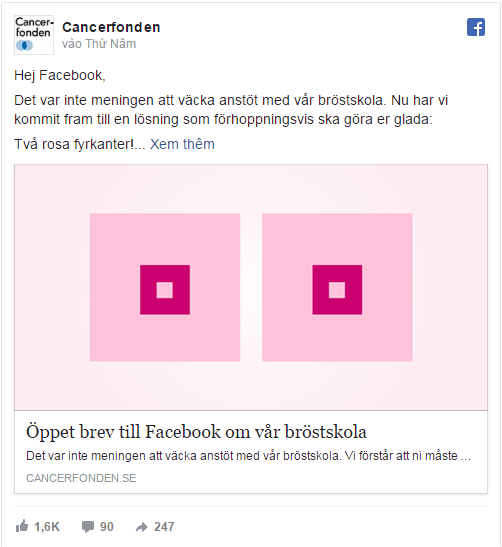 Cancer-
fonden
Cancerfonden
vào Thứ Năm
Hej Facebook,
Det var inte meningen att väcka anstöt med vår bröstskola. Nu har vi
kommit fram till en lösning som förhoppningsvis ska göra er glada:
Två rosa fyrkanter!... Xem thêm
Öppet brev till Facebook om vår bröstskola
Det var inte meningen att väcka anstöt med vår bröstskola. Vi förstår att ni måste ...
CANCERFONDEN.SE
1,6K 90 247